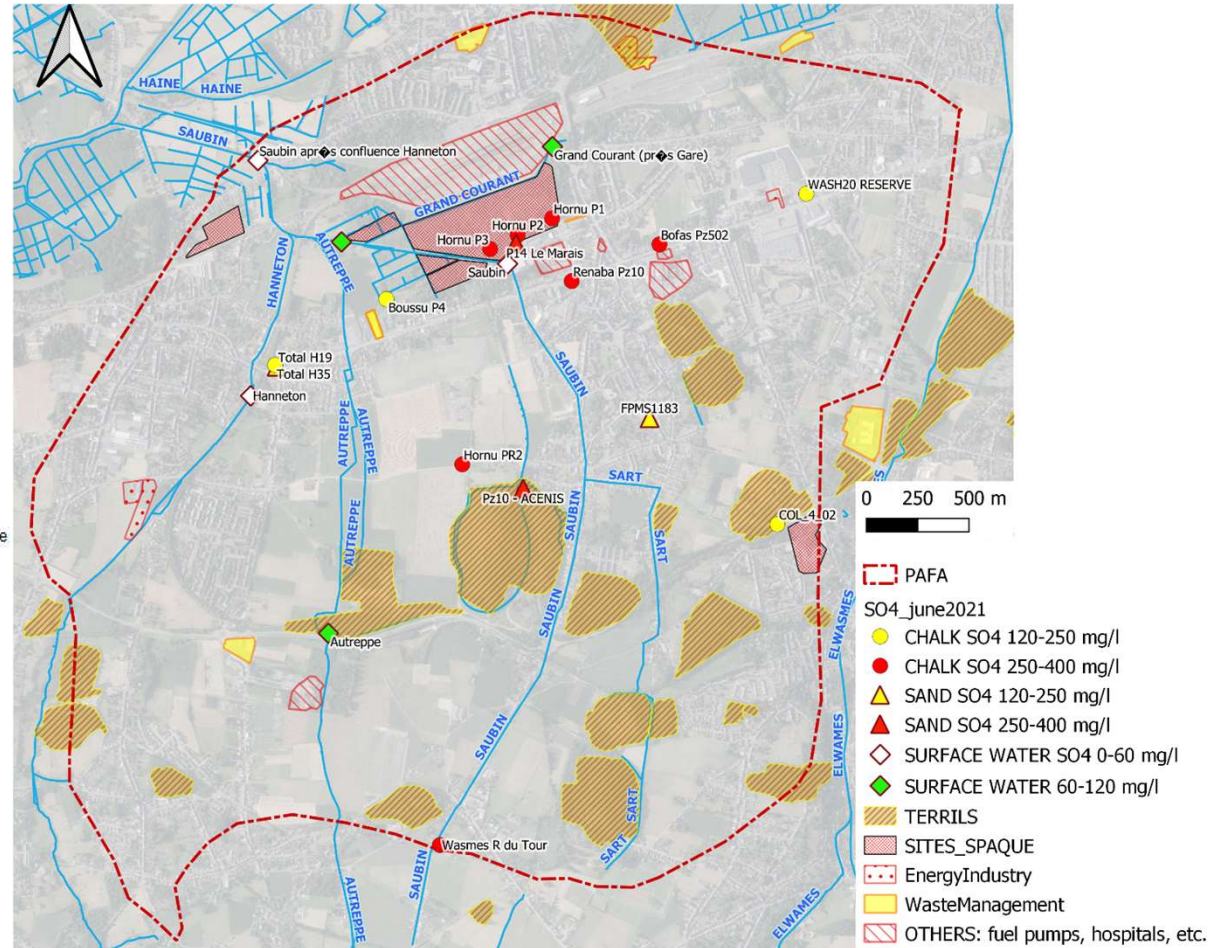 HAINE
HAINE
SAUBIN
Saubin apr�s confluence Hanneton
Grand Courant (pr�s Gare)
WASH20 RESERVE
GRAND COURANT
Hornu P1
Hornu P2
Hornu P3
Bofas Pz502
P14 Le Marais
Saubin
Renaba Pz10
HANNETON
AUTREPPE
Boussu P4
SAUBIN
Total H19
Total H35
Hanneton
FPMS1183
AUTREPPE
AUTREPPE
Hornu PR2
SART
Pz10 - ACENIS
SAUBIN
COL_4_02
MES
e
AUTREPPE
SART
SAUBIN
Autreppe
ELWASMES
SAUBIN
ELWAMES
SART
SART
Wasmes R du Tour
SAUBIN
AUTREPPE
ELWAMES
0 250 500 m
PAFA
SO4_june2021
CHALK SO4 120-250 mg/l
CHALK SO4 250-400 mg/l
SAND SO4 120-250 mg/l
SAND SO4 250-400 mg/l
SURFACE WATER SO4 0-60 mg/l
SURFACE WATER 60-120 mg/l
TERRILS
SITES_SPAQUE
EnergyIndustry
WasteManagement
OTHERS: fuel pumps, hospitals, etc.